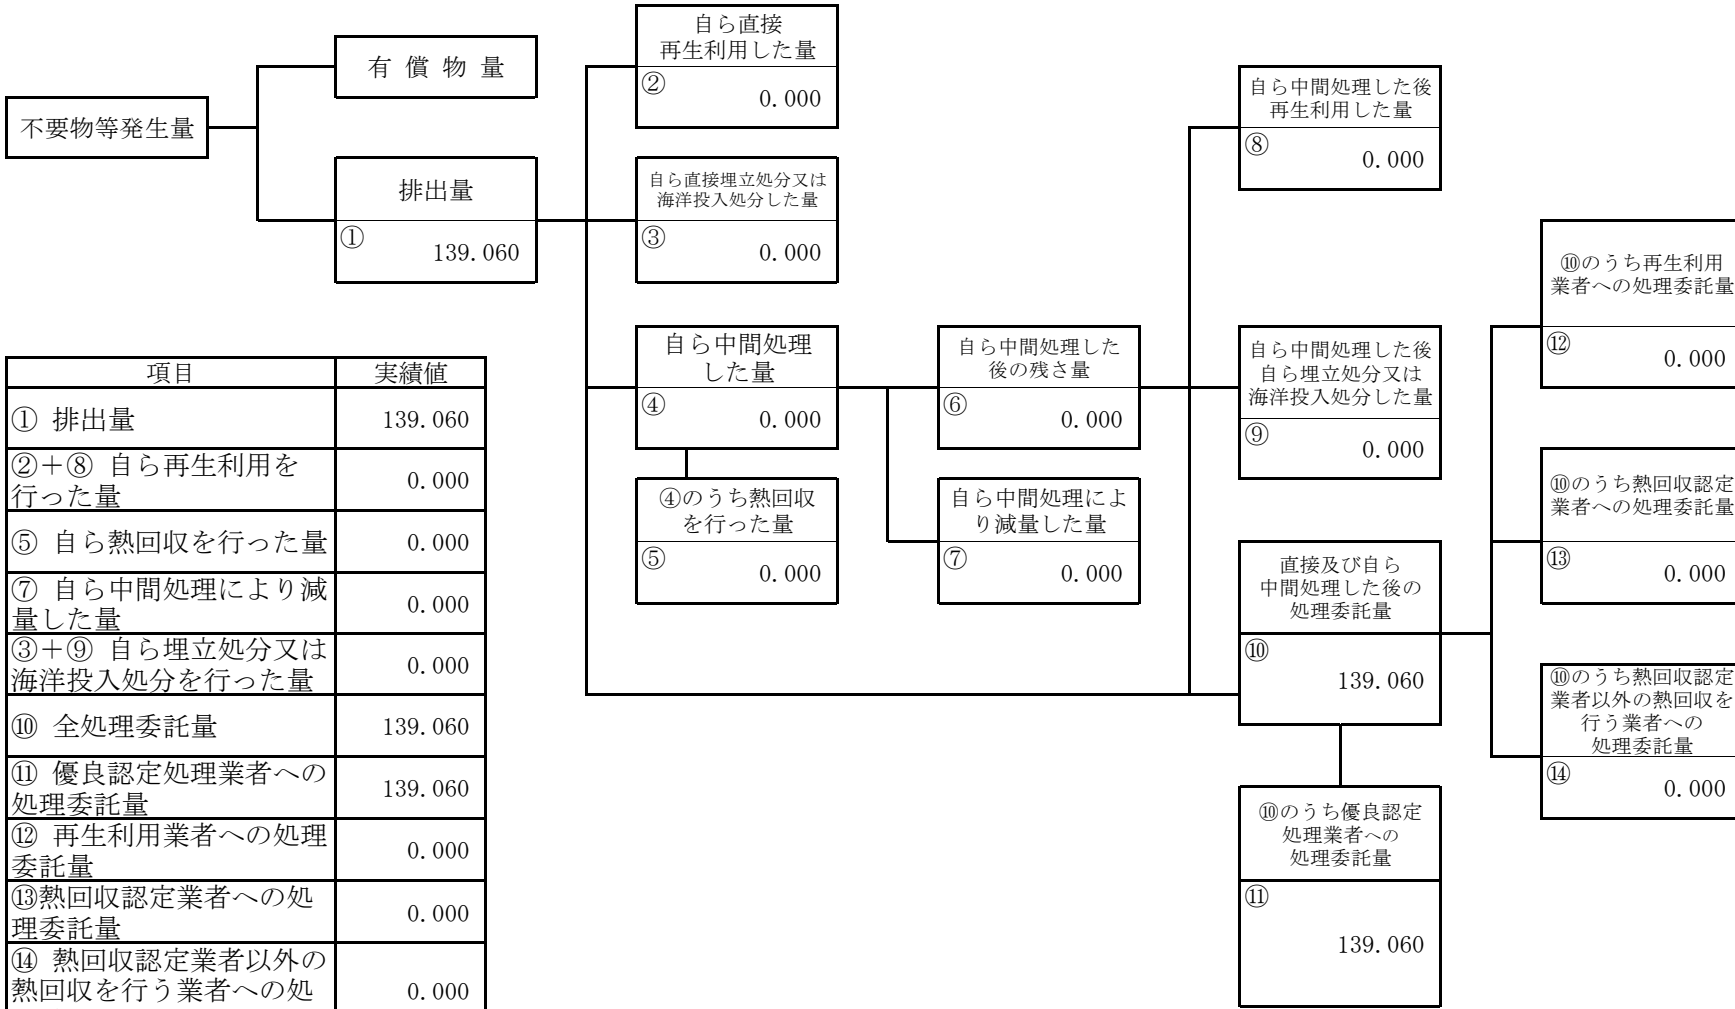 不要物等発生量
有 償 物 量
排出量
①
139.060
自ら直接
再生利用した量
②
0.000
自ら直接埋立処分又は
海洋投入処分した量
③
0.000
自ら中間処理
した量
④
0.000
④のうち熱回収
を行った量
⑤
0.000
自ら中間処理した
後の残さ量
⑥
0.000
自ら中間処理によ
り減量した量
⑦
0.000
自ら中間処理した後
再生利用した量
⑧
0.000
自ら中間処理した後
自ら埋立処分又は
海洋投入処分した量
⑨
0.000
直接及び自ら
中間処理した後の
処理委託量
⑩
139.060
⑩のうち優良認定
処理業者への
処理委託量
⑪
139.060
⑩のうち再生利用
業者への処理委託量
⑫
0.000
⑩のうち熱回収認定
業者への処理委託量
⑬
0.000
⑩のうち熱回収認定
業者以外の熱回収を
行う業者への
処理委託量
⑭
0.000
項目 実績値
① 排出量 139.060
②＋⑧ 自ら再生利用を
行った量 0.000
⑤ 自ら熱回収を行った量 0.000
⑦ 自ら中間処理により減
量した量 0.000
③＋⑨ 自ら埋立処分又は
海洋投入処分を行った量 0.000
⑩ 全処理委託量 139.060
⑪ 優良認定処理業者への
処理委託量 139.060
⑫ 再生利用業者への処理
委託量 0.000
⑬熱回収認定業者への処
理委託量 0.000
⑭ 熱回収認定業者以外の
熱回収を行う業者への処 0.000